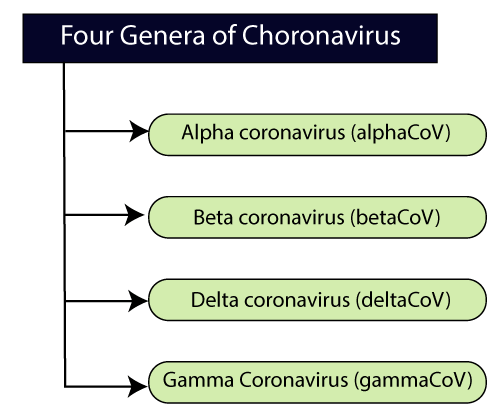 Four Genera of Choronavirus
Alpha coronavirus (alphaCoV)
Beta coronavirus (betaCoV)
Delta coronavirus (deltaCoV)
Gamma Coronavirus (gammaCoV)